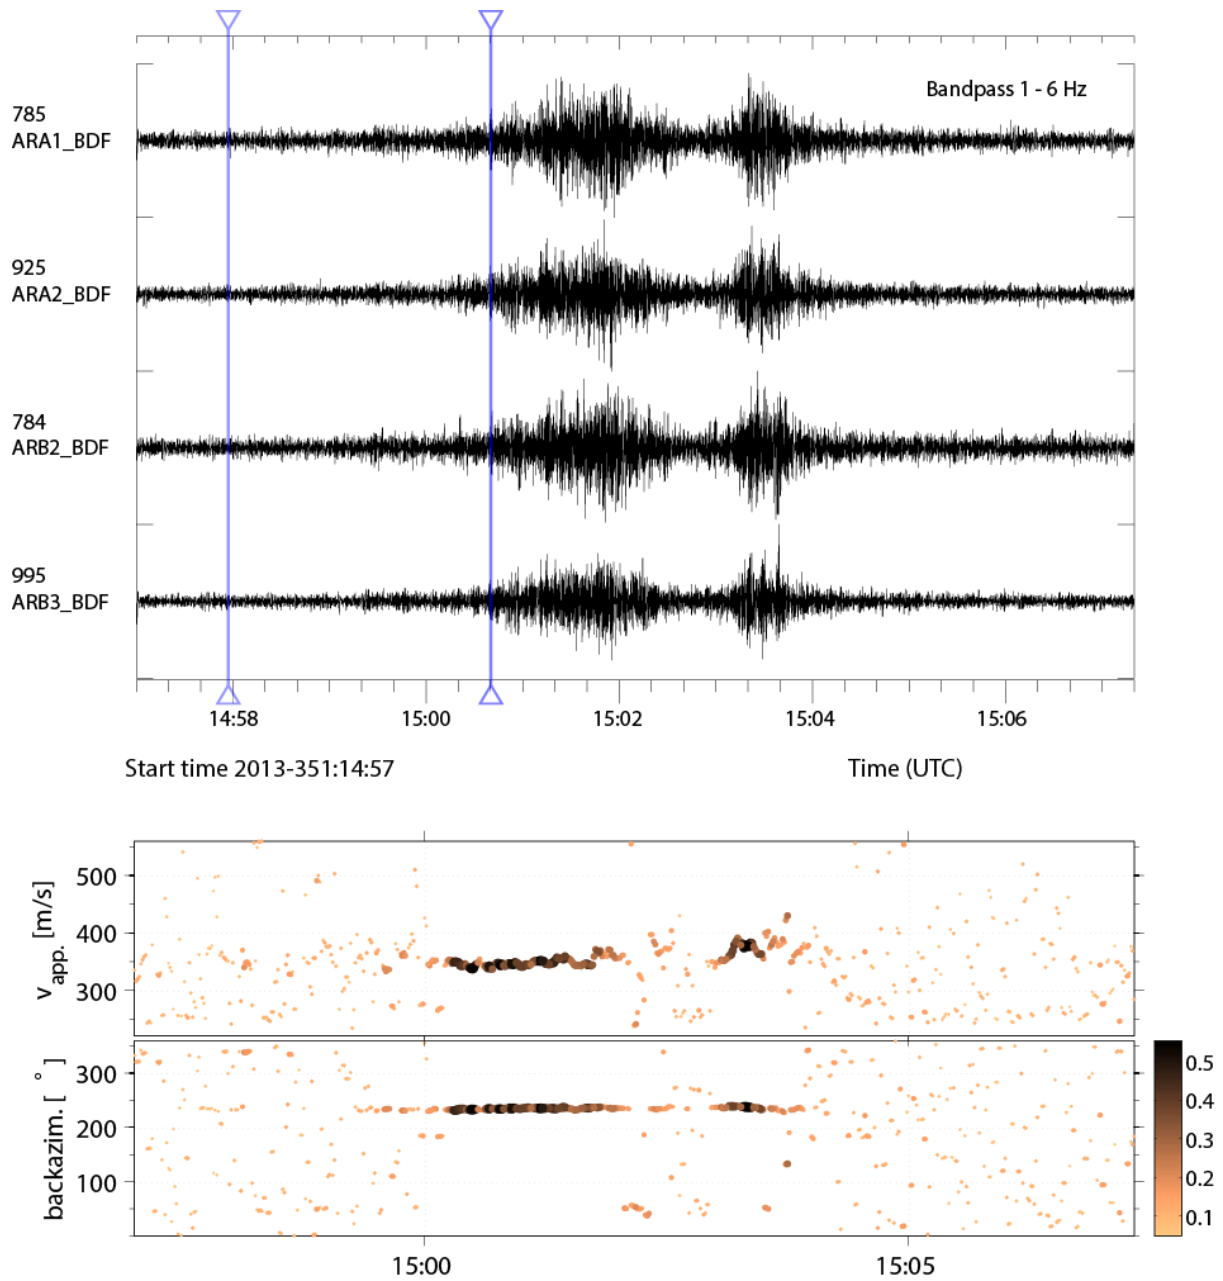 Bandpass 1 - 6 Hz
785
ARA1_BDF
925
ARA2_BDF
784
ARB2_BDF
995
ARB3_BDF
14:58 15:00 15:02 15:04 15:06
Start time 2013-351:14:57 Time (UTC)
v app. [m/s]
500
400
300
backazim. [ ° ]
300
200
100
0.5
0.4
0.3
0.2
0.1
15:00 15:05